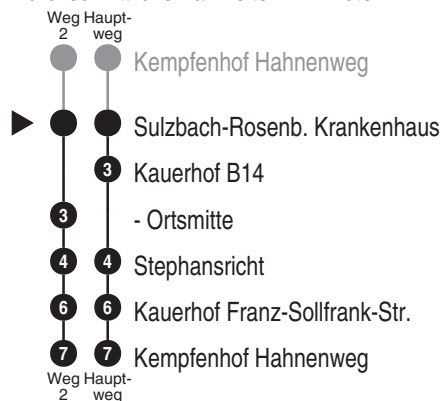 Weg Haupt-
2 weg
Kempfenhof Hahnenweg
Sulzbach-Rosenb. Krankenhaus
3 Kauerhof B14
3 - Ortsmitte
4 4 Stephansricht
6 6 Kauerhof Franz-Sollfrank-Str.
7 7 Kempfenhof Hahnenweg
Weg Haupt-
2 weg